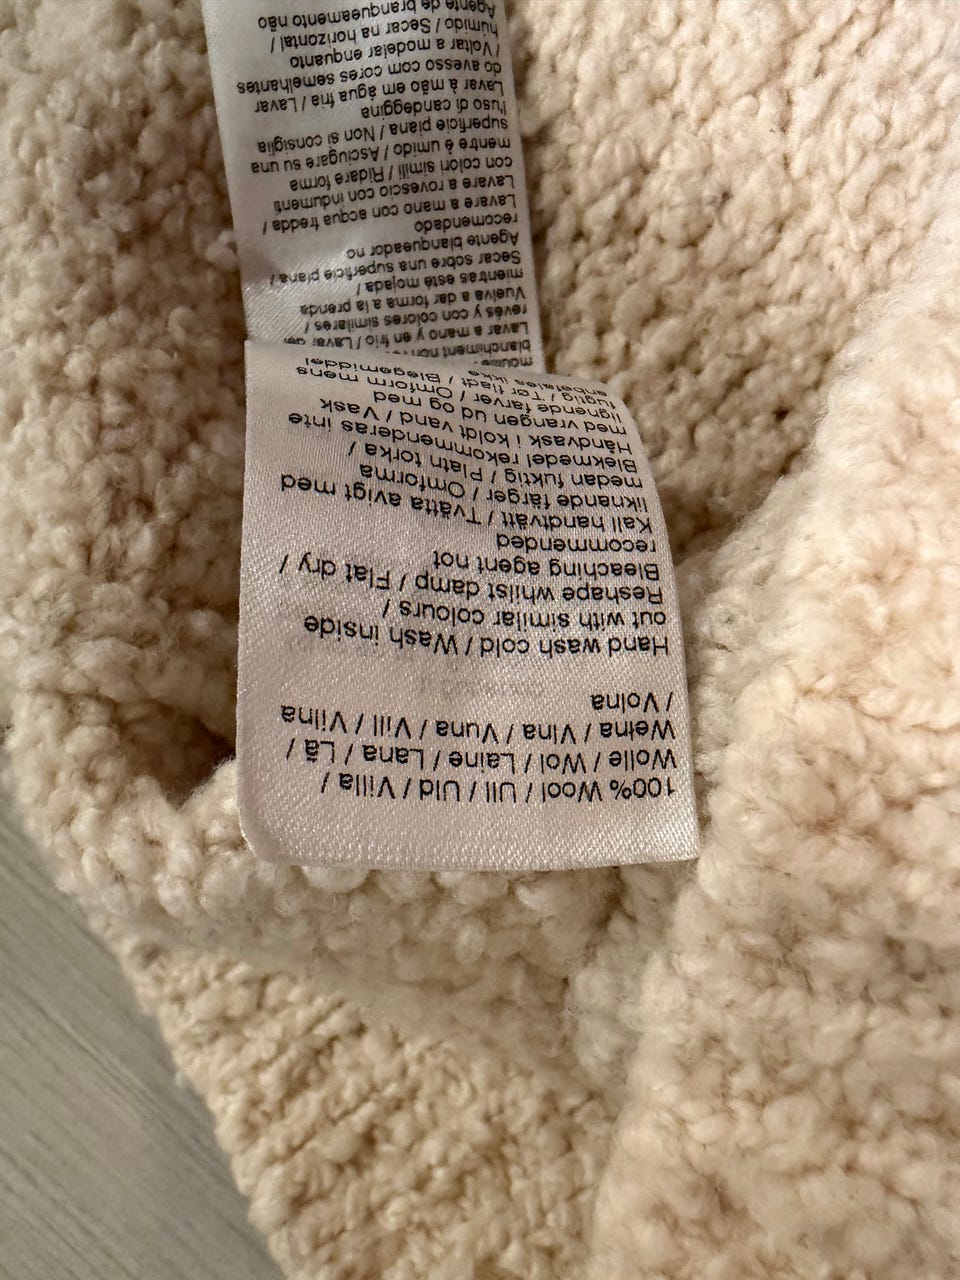 100% Wool / Ull / Uld / Villa /
Wolle / Wol / Laine / Lana / Lã /
Wełna / Vlna / Vuna / Vill / Vilna
/ Volna
Hand wash cold / Wash inside
out with similar colours /
Reshape whilst damp / Flat dry /
Bleaching agent not
recommended
Kall handtvätt / Tvätta avigt med
liknande färger / Omforma
medan fuktig / Plan torka /
Blekmedel rekommenderas inte
Håndvask i koldt vand / Vask
med vrangen ud og med
lignende farver / Omform mens
fugtig / Tør fladt / Blegemiddel
anbefales ikke
blanchiment non
Lavar a mano y en frío / Lavar del
revés y con colores similares /
Vuelva a dar forma a la prenda
mientras esté mojada /
Secar sobre una superficie plana /
Agente blanqueador no
recomendado
Lavare a mano con acqua fredda /
Lavare a rovescio con indumenti
con colori simili / Ridare forma
mentre è umido / Asciugare su una
superficie piana / Non si consiglia
l'uso di candeggina
Lavar à mão em água fria / Lavar
do avesso com cores semelhantes
/ Voltar a modelar enquanto
húmido / Secar na horizontal /
Agente de branqueamento não